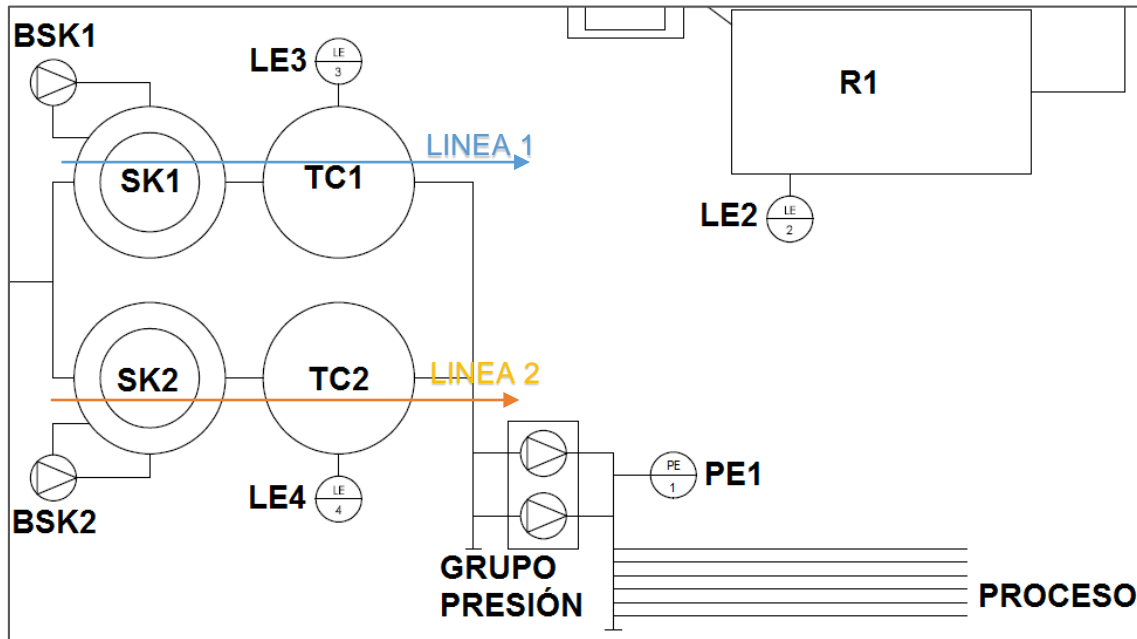 BSK1
LE3
LE
3
R1
LINEA 1
SK1
TC1
LE2
LE
2
SK2
TC2
LINEA 2
BSK2
LE4
LE
4
PE
1
PE1
GRUPO
PRESIÓN
PROCESO